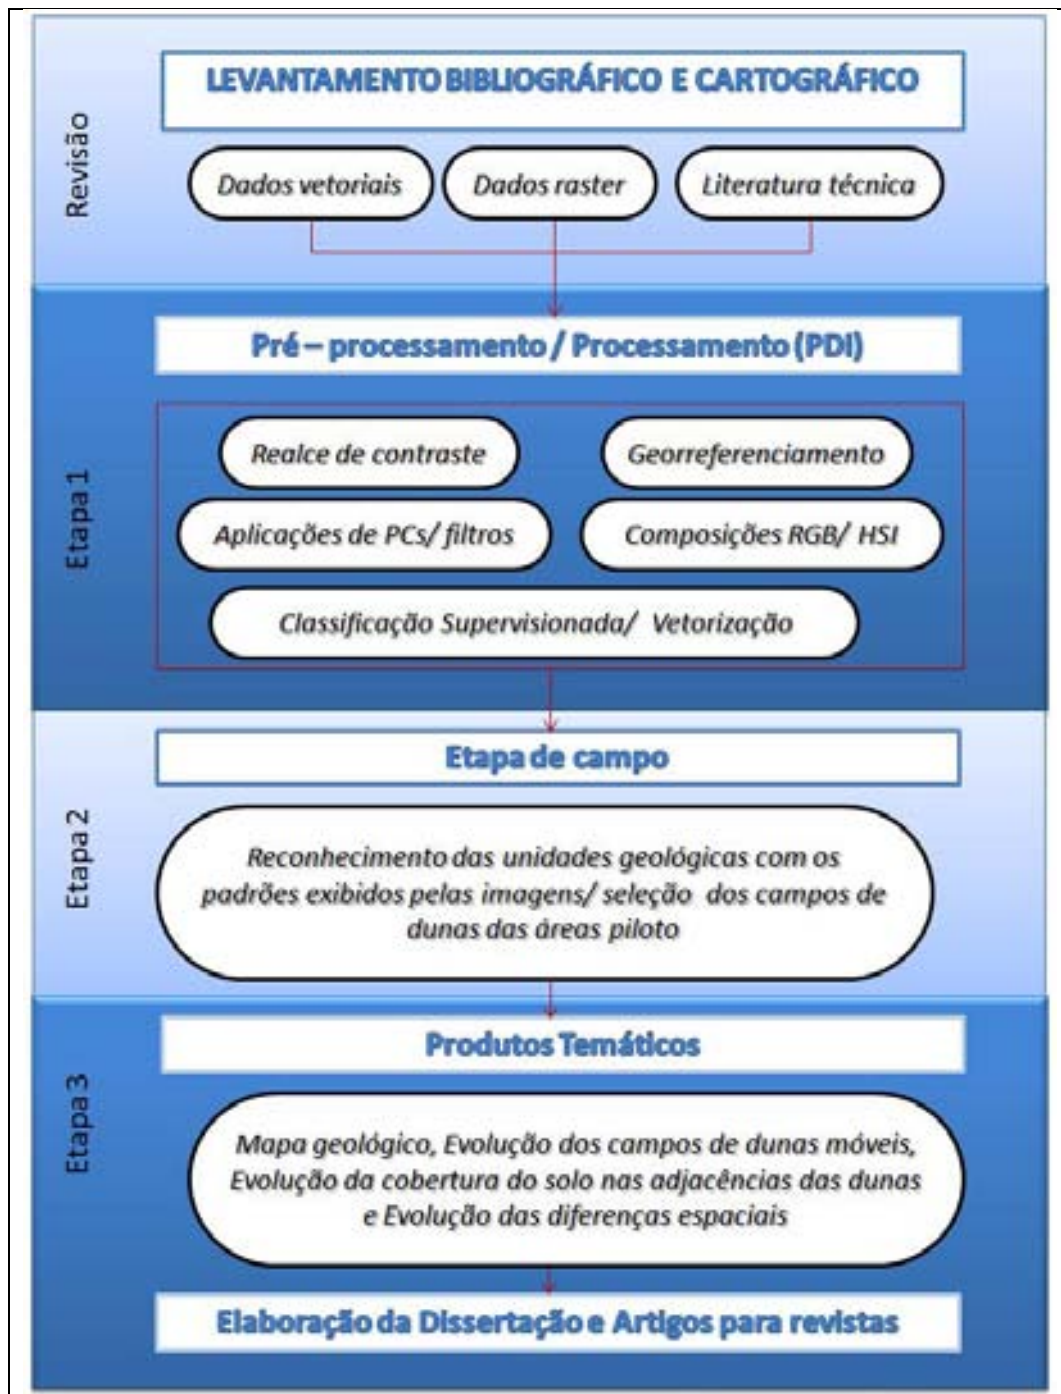 Revisão
LEVANTAMENTO BIBLIOGRÁFICO E CARTOGRÁFICO
Dados vetoriais
Dados raster
Literatura técnica
Etapa 1
Pré – processamento / Processamento (PDI)
Realce de contraste
Georreferenciamento
Aplicações de PCs/ filtros
Composições RGB/ HSI
Classificação Supervisionada/ Vetorização
Etapa 2
Etapa de campo
Reconhecimento das unidades geológicas com os
padrões exibidos pelas imagens/ seleção dos campos de
dunas das áreas piloto
Etapa 3
Produtos Temáticos
Mapa geológico, Evolução dos campos de dunas móveis,
Evolução da cobertura do solo nas adjacências das dunas
e Evolução das diferenças espaciais
Elaboração da Dissertação e Artigos para revistas